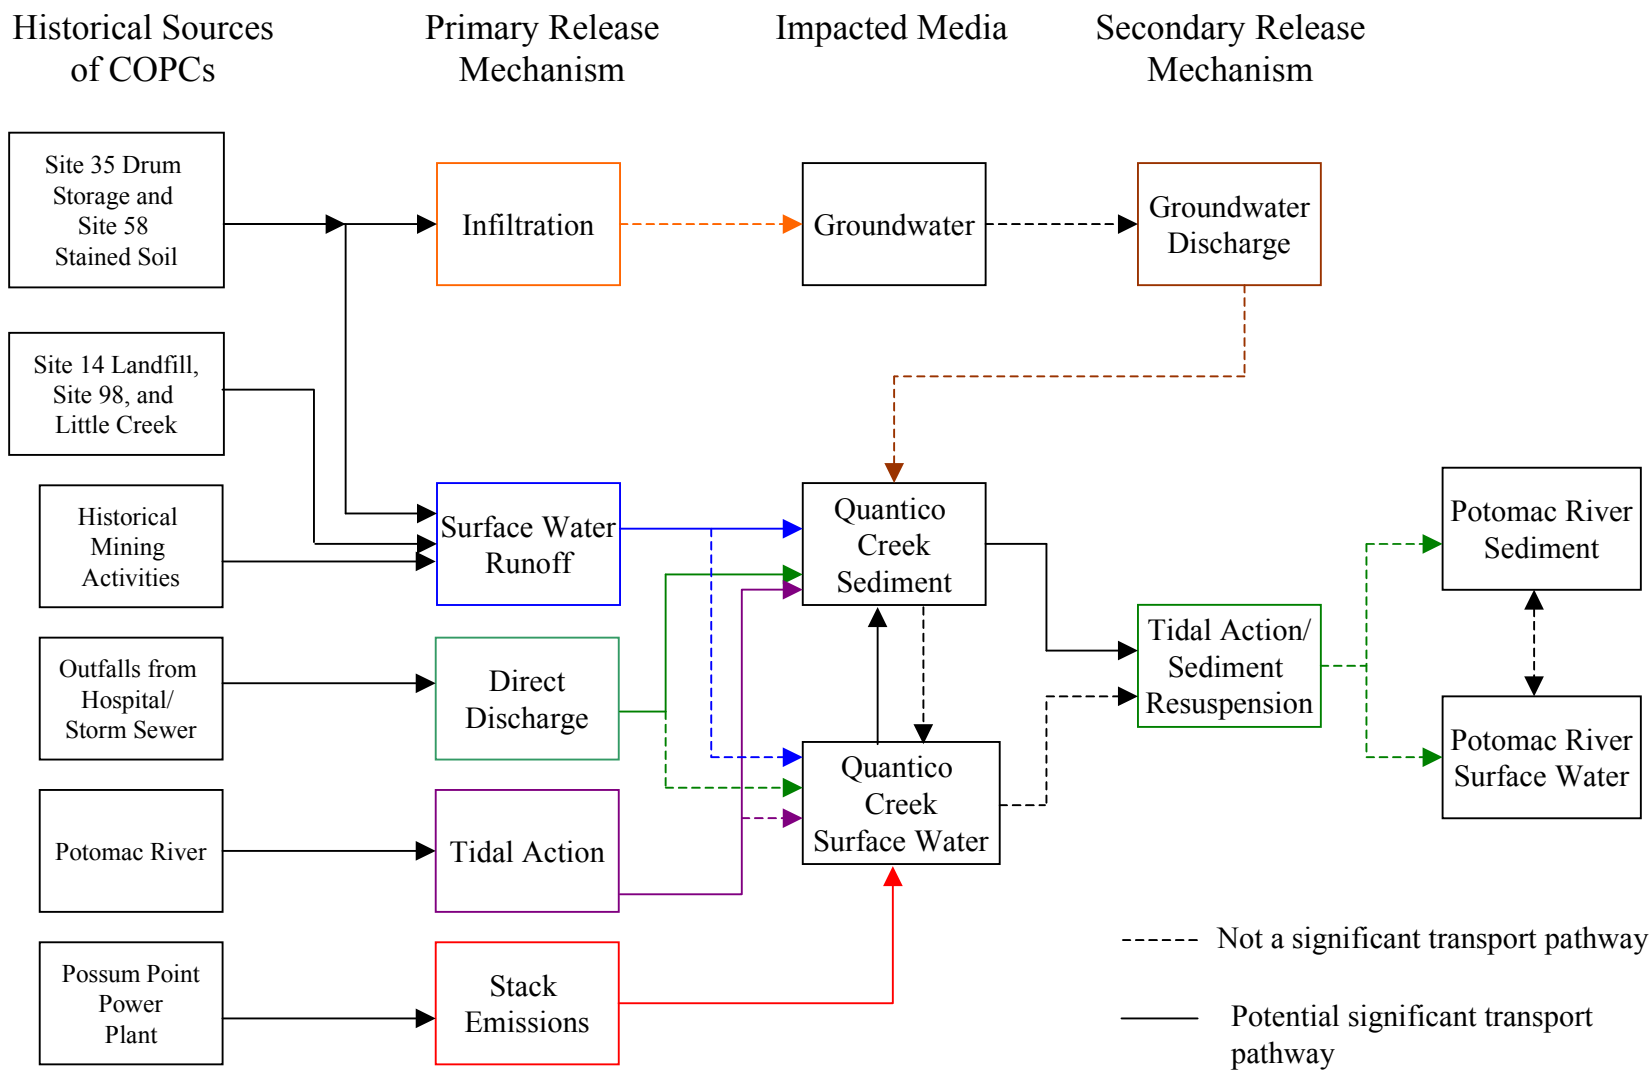 Historical Sources
of COPCs
Primary Release
Mechanism
Impacted Media
Secondary Release
Mechanism
Site 35 Drum
Storage and
Site 58
Stained Soil
Infiltration
Groundwater
Groundwater
Discharge
Site 14 Landfill,
Site 98, and
Little Creek
Historical
Mining
Activities
Surface Water
Runoff
Quantico
Creek
Sediment
Potomac River
Sediment
Outfalls from
Hospital/
Storm Sewer
Direct
Discharge
Tidal Action/
Sediment
Resuspension
Quantico
Creek
Surface Water
Potomac River
Surface Water
Potomac River
Tidal Action
Possum Point
Power
Plant
Stack
Emissions
Not a significant transport pathway
Potential significant transport
pathway